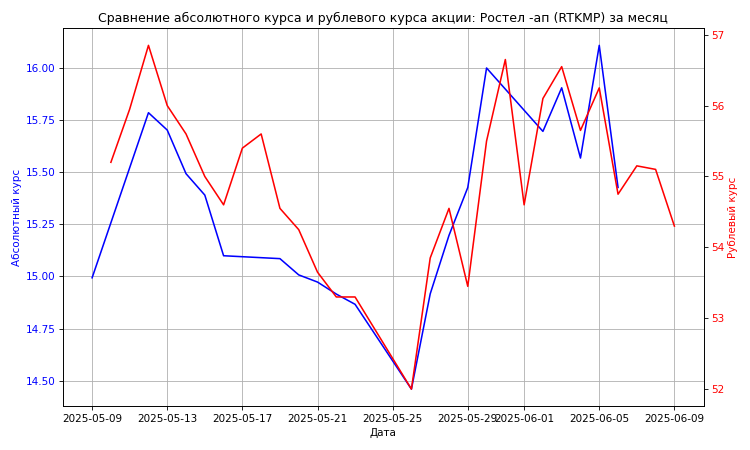 Сравнение абсолютного курса и рублевого курса акции: Ростел -ап (RTKMP) за месяц
57
16.00
56
15.75
15.50
55
15.25
54
15.00
53
14.75
14.50
52
Абсолютный курс
Рублевый курс
2025-05-09 2025-05-13 2025-05-17 2025-05-21 2025-05-25 2025-05-29 2025-06-01 2025-06-05 2025-06-09
Дата